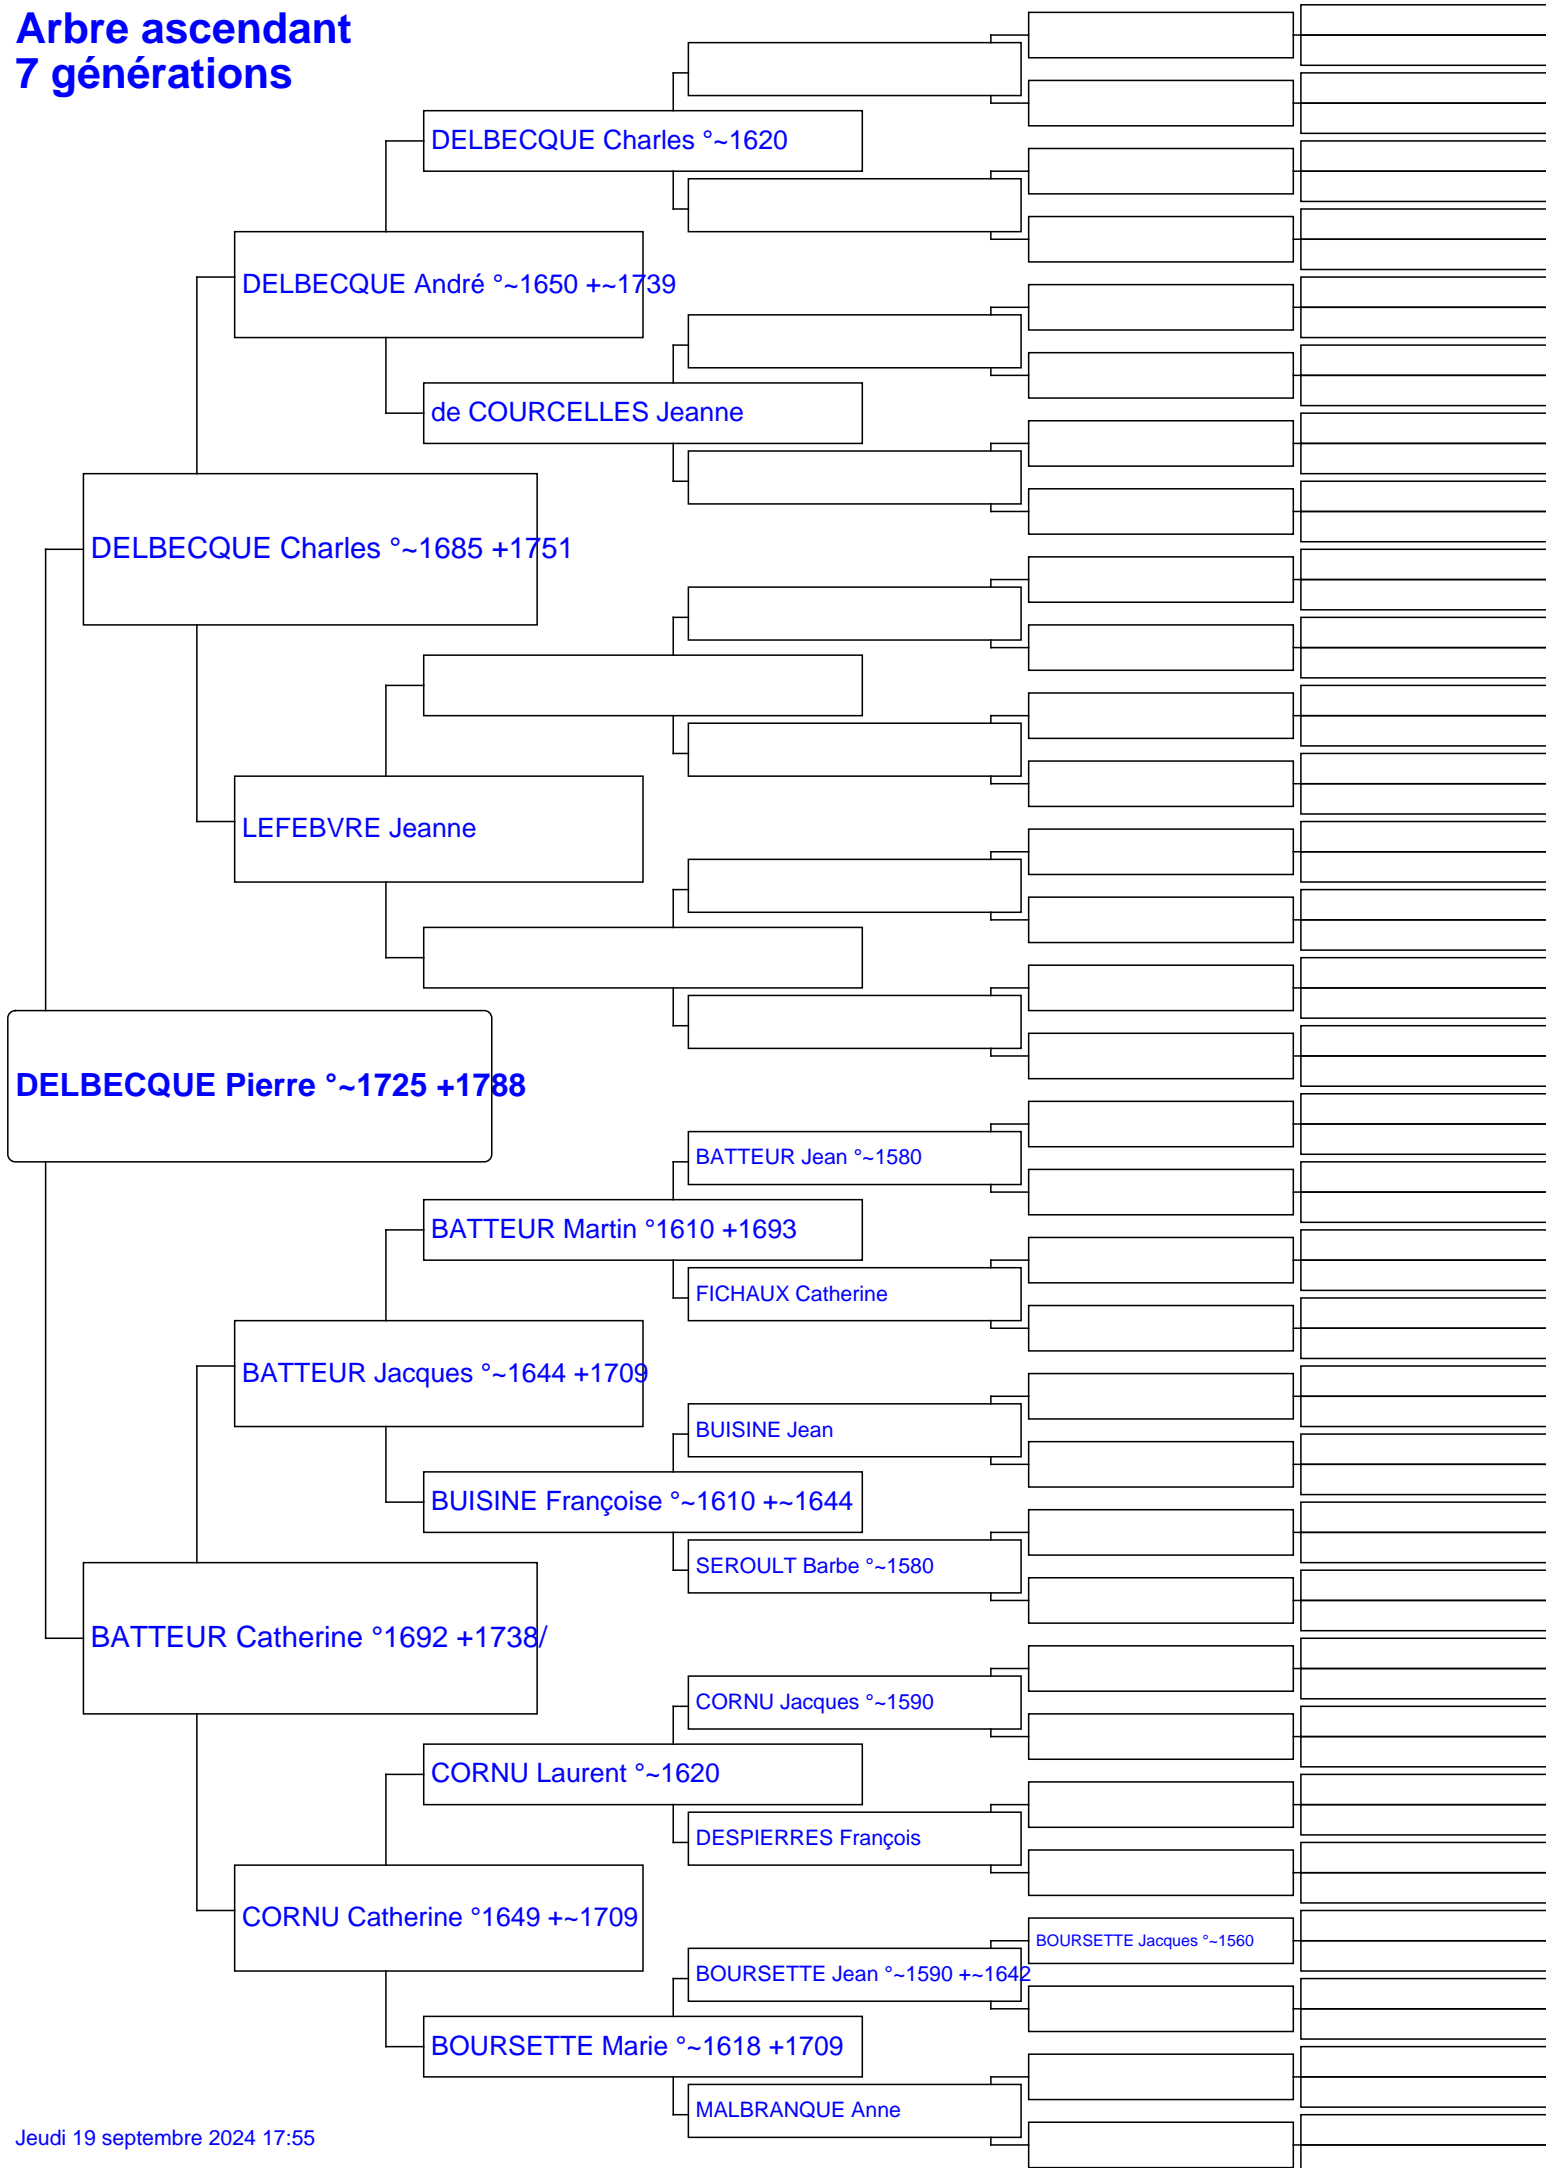 Arbre ascendant
7 générations
DELBECQUE Charles °~1620
DELBECQUE André °~1650 +~1739
de COURCELLES Jeanne
DELBECQUE Charles °~1685 +1751
LEFEBVRE Jeanne
DELBECQUE Pierre °~1725 +1788
BATTEUR Jean °~1580
BATTEUR Martin °1610 +1693
FICHAUX Catherine
BATTEUR Jacques °~1644 +1709
BUISINE Jean
BUISINE Françoise °~1610 +~1644
SEROULT Barbe °~1580
BATTEUR Catherine °1692 +1738/
CORNU Jacques °~1590
CORNU Laurent °~1620
DESPIERRES François
CORNU Catherine °1649 +~1709
BOURSETTE Jacques °~1560
BOURSETTE Jean °~1590 +~1642
BOURSETTE Marie °~1618 +1709
MALBRANQUE Anne
Jeudi 19 septembre 2024 17:55